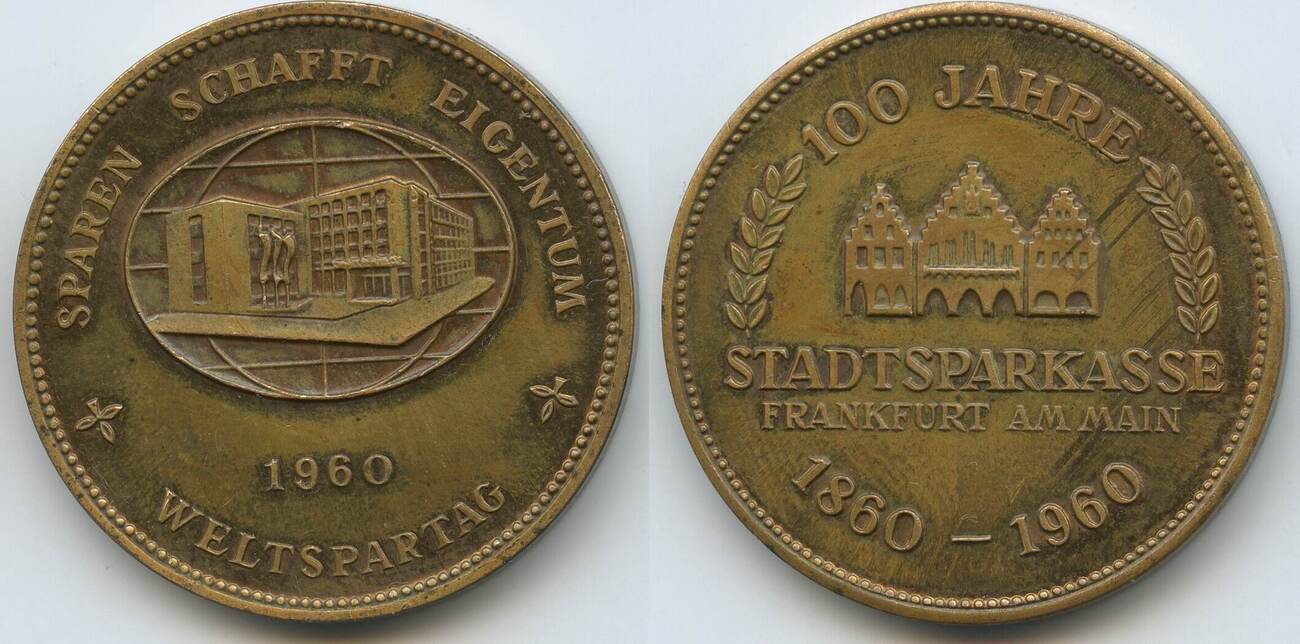 SPAREN SCHAFFT EIGENTUM
1960
WELTSPARTAG
100 JAHRE
STADTSPARKASSE
FRANKFURT AM MAIN
1860 – 1960